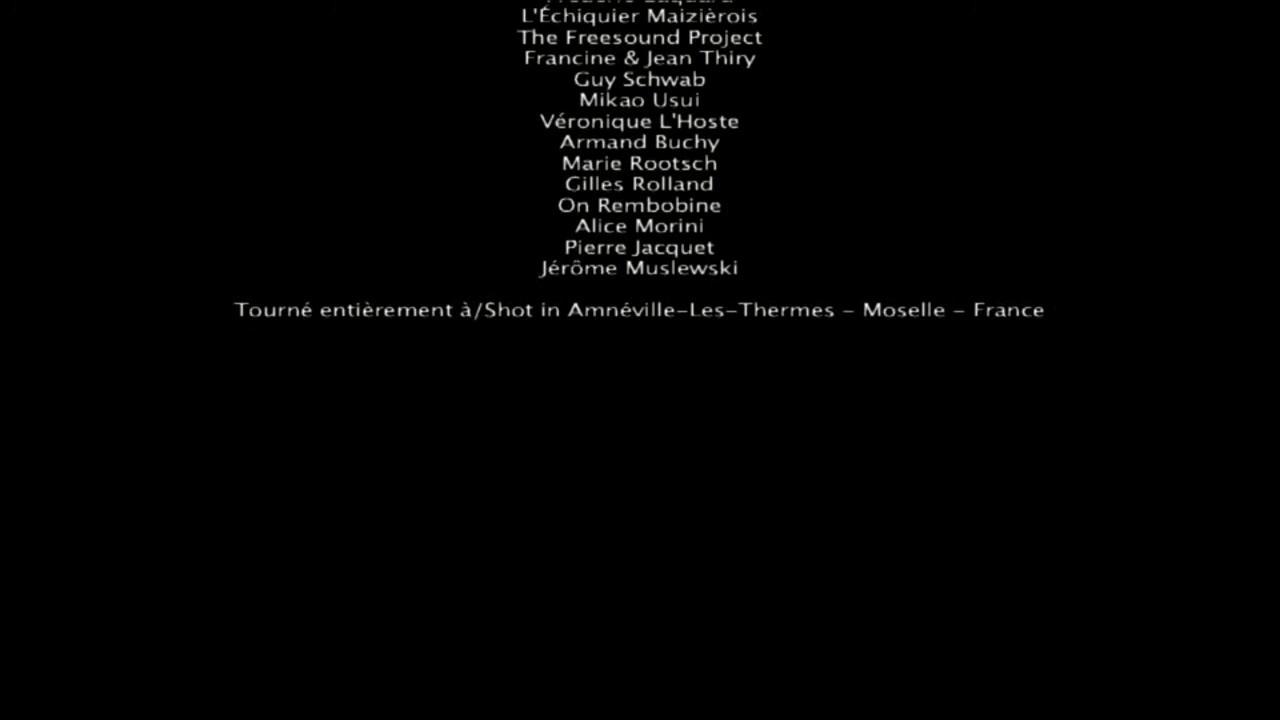 L'Échiquier Maizièrois
The Freesound Project
Francine & Jean Thiry
Guy Schwab
Mikao Usui
Véronique L'Hoste
Armand Buchy
Marie Rootsch
Gilles Rolland
On Rembobine
Alice Morini
Pierre Jacquet
Jérôme Muslewski
Tourné entièrement à/Shot in Amnéville-Les-Thermes - Moselle - France